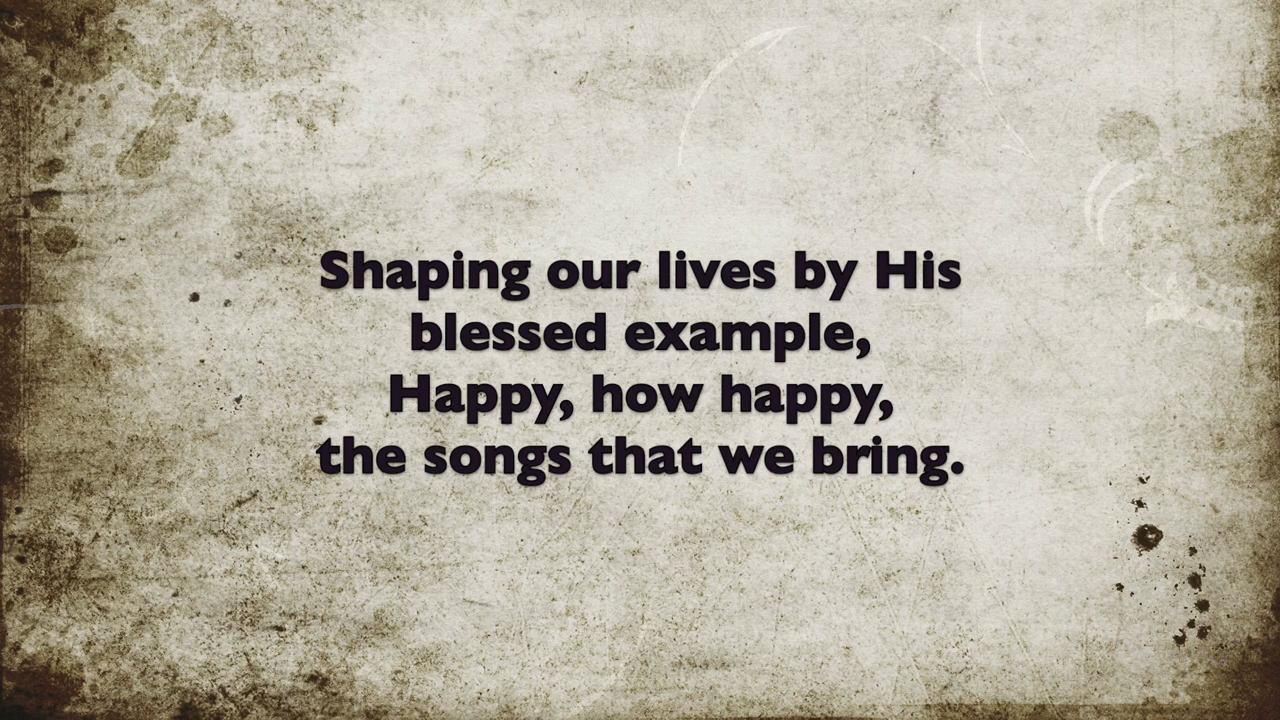 Shaping our lives by His
blessed example,
Happy, how happy,
the songs that we bring.